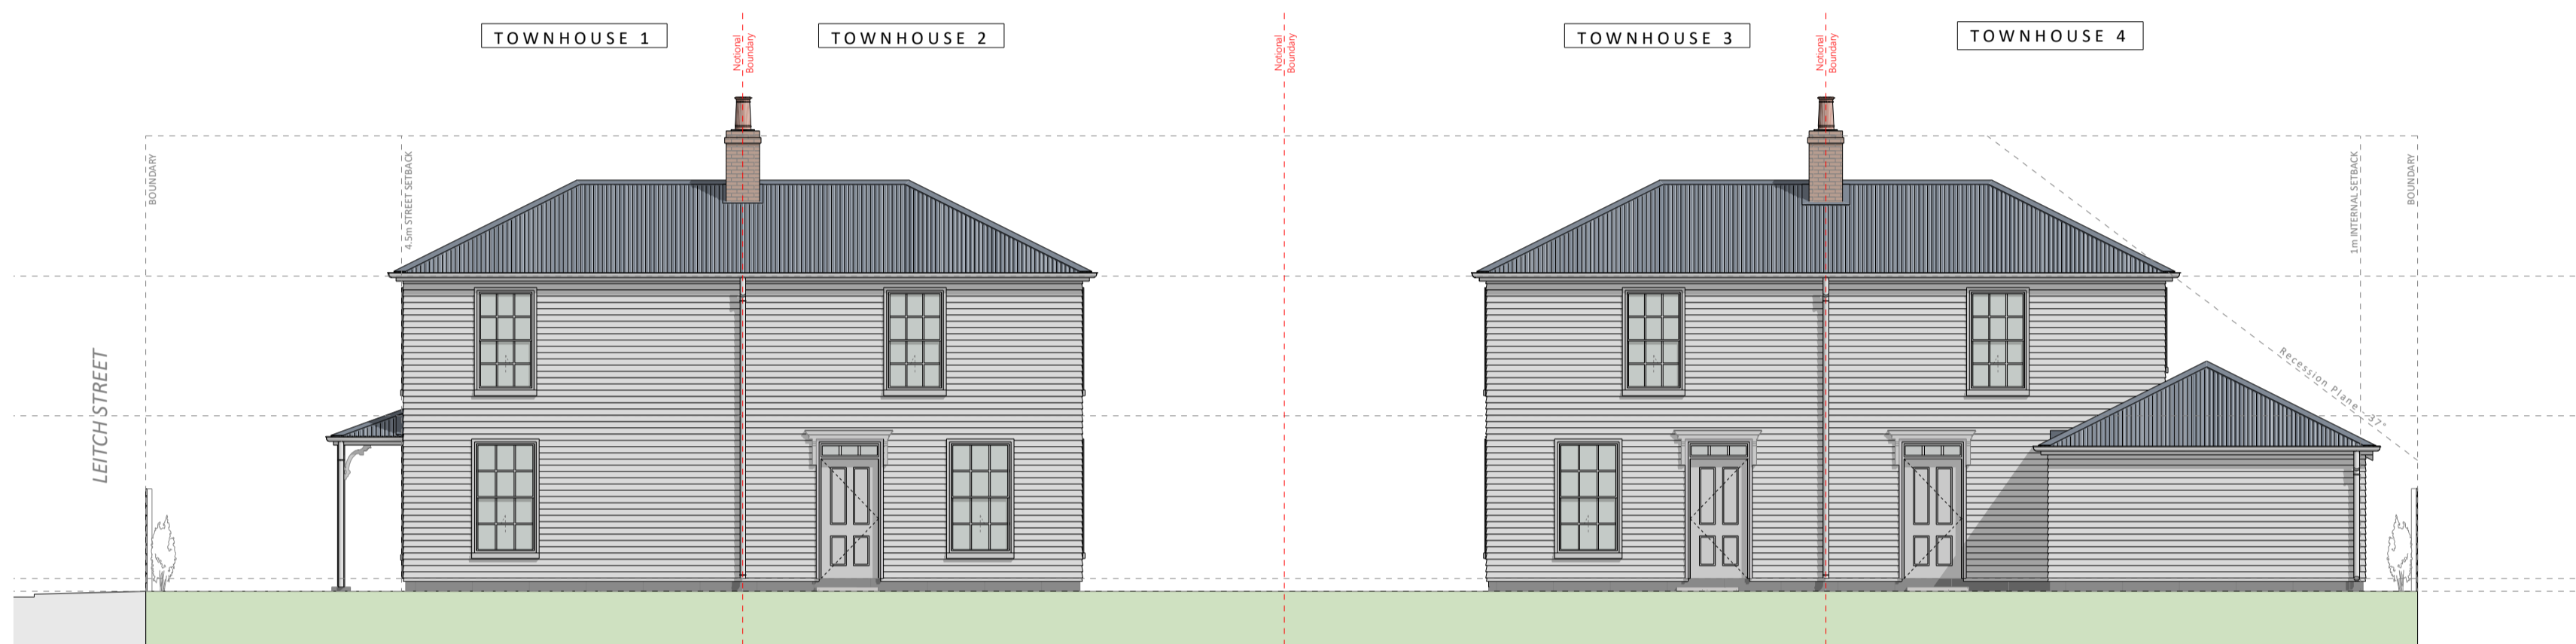 TOWNHOUSE 1
TOWNHOUSE 2
TOWNHOUSE 3
TOWNHOUSE 4
Notional
Boundary
Notional
Boundary
Notional
Boundary
BOUNDARY
4.5m STREET SETBACK
1m INTERNAL SETBACK
BOUNDARY
LEITCH STREET
Recession Plane - 37°